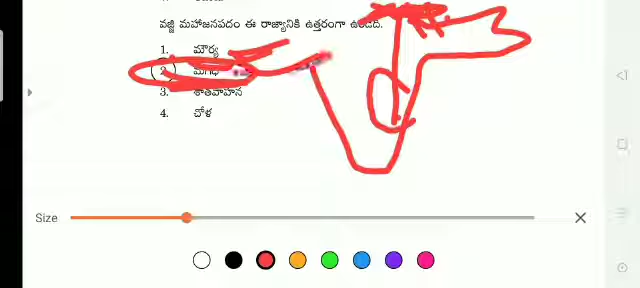 వజ్జి మహాజనపదం ఈ రాజ్యానికి ఉత్తరంగా ఉండేది.
1. మౌర్య
2. మగధ
3. శాతవాహన
4. చోళ
Size